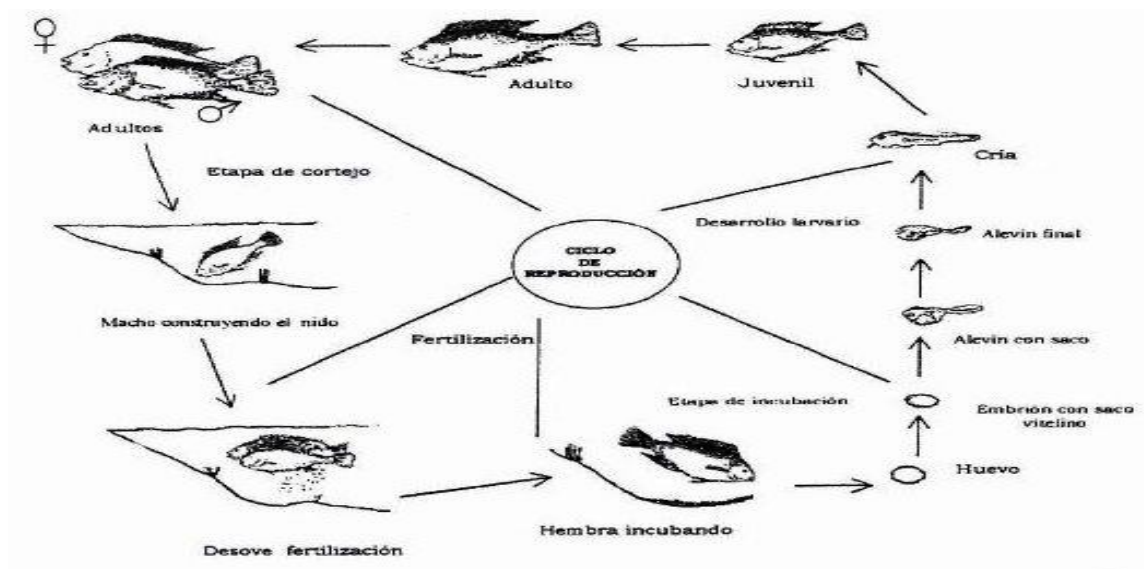 Adulto
Juvenil
Adultos
Cría
Etapa de cortejo
Desarrollo larvario
Alevin final
CICLO
DE
REPRODUCCIÓN
Macho construyendo el nido
Fertilización
Alevin con saco
Etapa de incubación
Embrión con saco
vitelino
Huevo
Hembra incubando
Desove fertilización